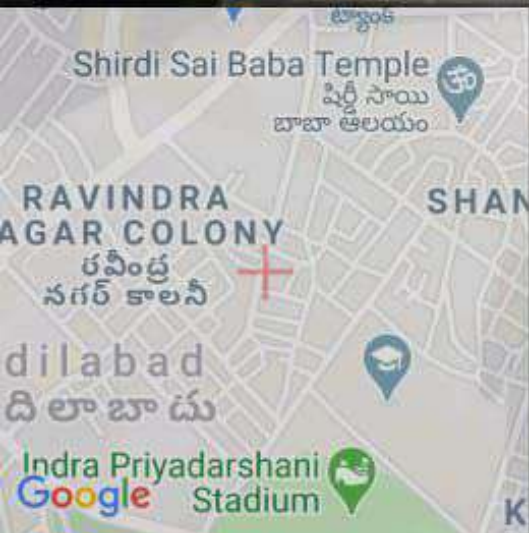 ట్యాంక్
Shirdi Sai Baba Temple
షిర్డీ సాయి
బాబా ఆలయం
RAVINDRA
AGAR COLONY
రవీంద్ర
నగర్ కాలనీ
SHAN
dilabad
దిలాబాదు
Indra Priyadarshani
Stadium
Google
K